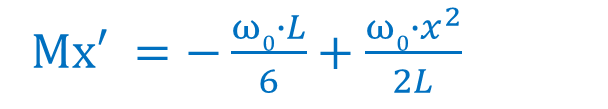 Mx′ = − ω₀·L/6 + ω₀·x²/2L